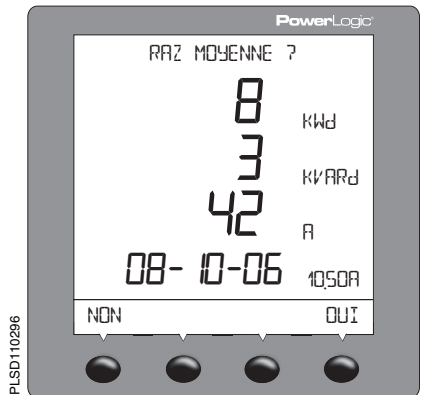 PowerLogic®
RAZ MOYENNE ?
8 kWd
3 kVARd
42 A
08-10-06 10,50A
NON OUI
PLSD110296